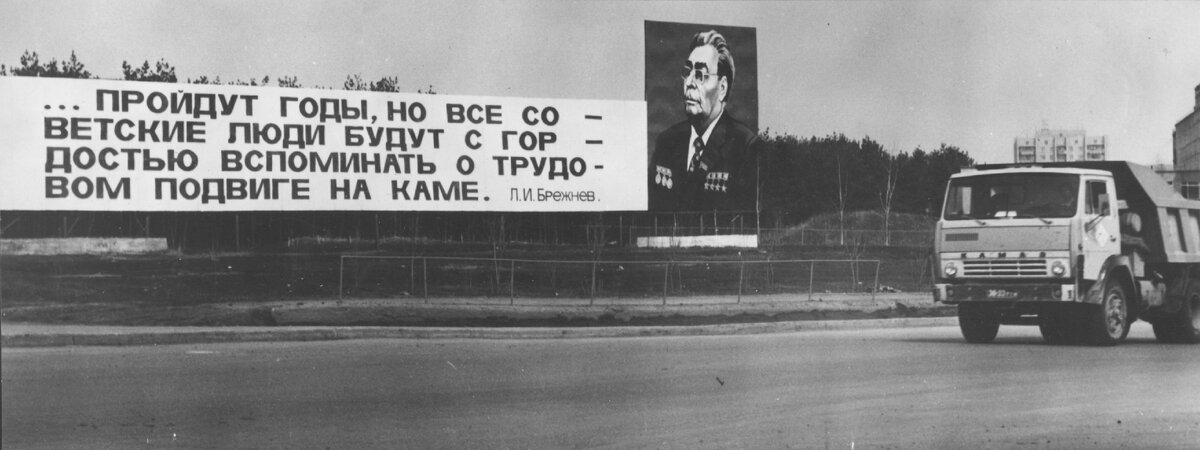 ... ПРОЙДУТ ГОДЫ, НО ВСЕ СО -
ВЕТСКИЕ ЛЮДИ БУДУТ С ГОР -
ДОСТЬЮ ВСПОМИНАТЬ О ТРУДО-
ВОМ ПОДВИГЕ НА КАМЕ. Л.И. Брежнев.
КАМАЗ